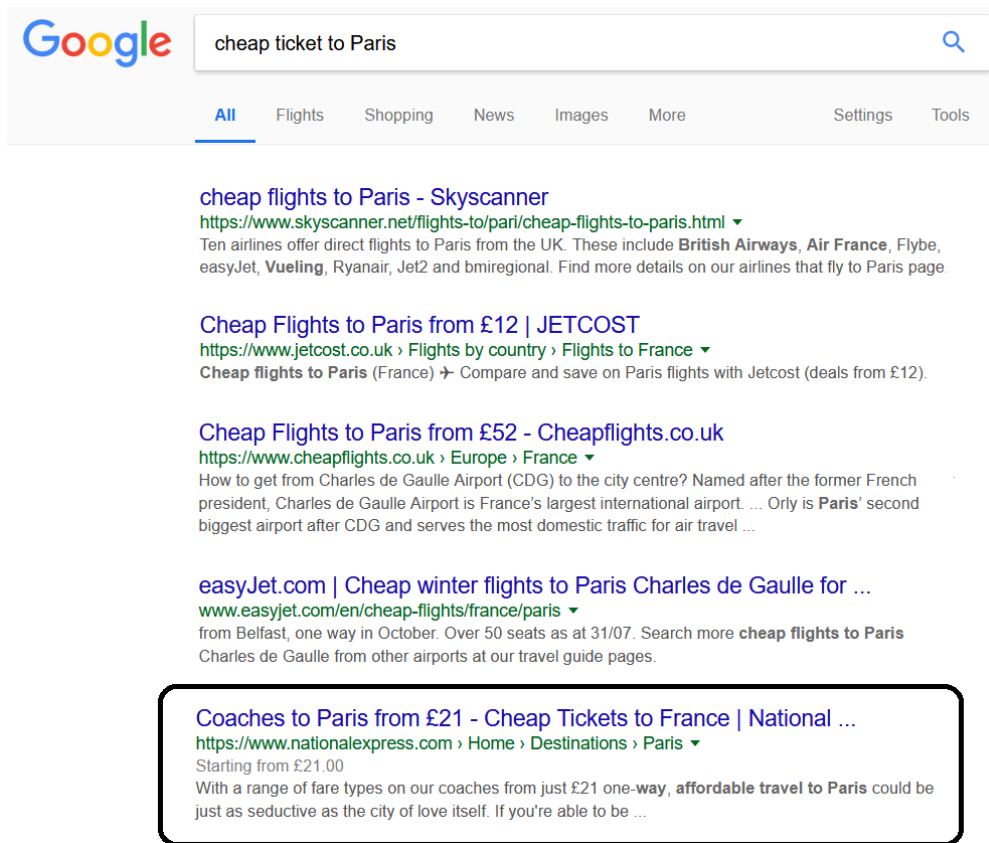 Google
cheap ticket to Paris
All Flights Shopping News Images More Settings Tools
cheap flights to Paris - Skyscanner
https://www.skyscanner.net/flights-to/pari/cheap-flights-to-paris.html
Ten airlines offer direct flights to Paris from the UK. These include British Airways, Air France, Flybe,
easyJet, Vueling, Ryanair, Jet2 and bmiregional. Find more details on our airlines that fly to Paris page.
Cheap Flights to Paris from £12 | JETCOST
https://www.jetcost.co.uk › Flights by country › Flights to France
Cheap flights to Paris (France) ✈ Compare and save on Paris flights with Jetcost (deals from £12).
Cheap Flights to Paris from £52 - Cheapflights.co.uk
https://www.cheapflights.co.uk › Europe › France
How to get from Charles de Gaulle Airport (CDG) to the city centre? Named after the former French
president, Charles de Gaulle Airport is France’s largest international airport. ... Orly is Paris’ second
biggest airport after CDG and serves the most domestic traffic for air travel ...
easyJet.com | Cheap winter flights to Paris Charles de Gaulle for ...
www.easyjet.com/en/cheap-flights/france/paris
from Belfast, one way in October. Over 50 seats as at 31/07. Search more cheap flights to Paris
Charles de Gaulle from other airports at our travel guide pages.
Coaches to Paris from £21 - Cheap Tickets to France | National ...
https://www.nationalexpress.com › Home › Destinations › Paris
Starting from £21.00
With a range of fare types on our coaches from just £21 one-way, affordable travel to Paris could be
just as seductive as the city of love itself. If you're able to be ...